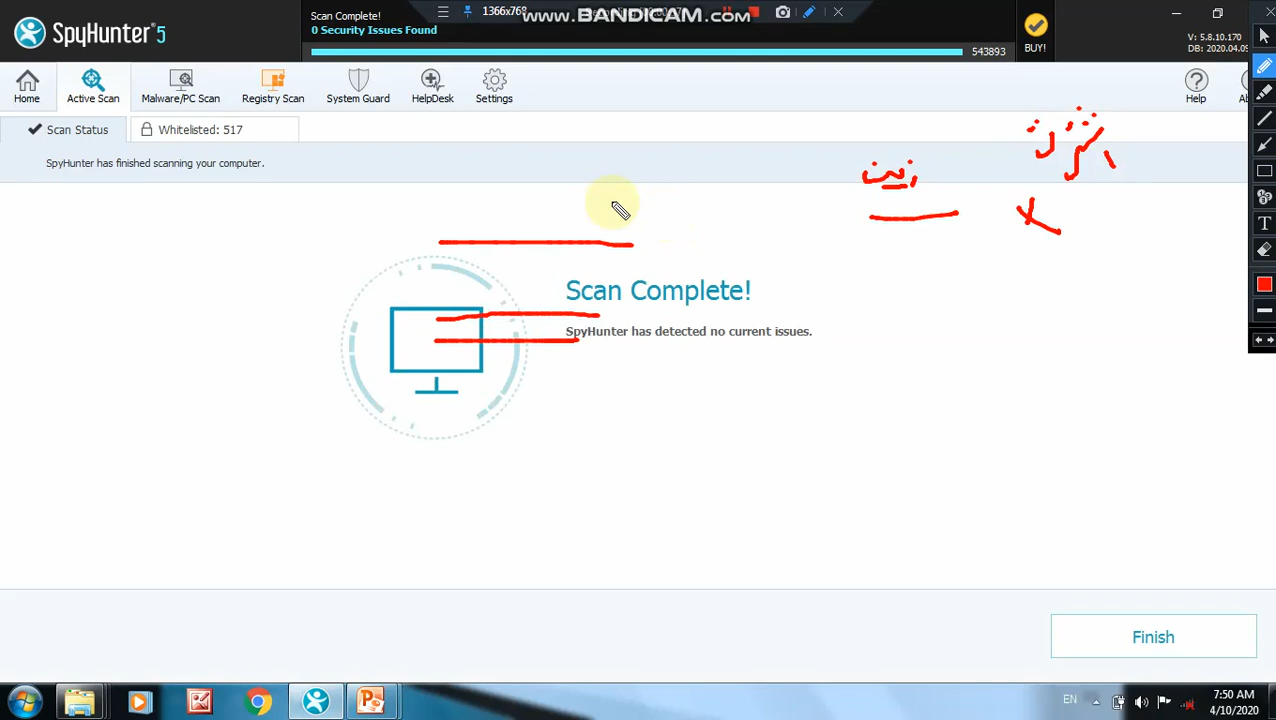 SpyHunter 5
Scan Complete!
0 Security Issues Found
1366x768
www.BANDICAM.com
543893
BUY!
V: 5.8.10.170
DB: 2020.04.09
Home
Active Scan
Malware/PC Scan
Registry Scan
System Guard
HelpDesk
Settings
Help
Scan Status
Whitelisted: 517
SpyHunter has finished scanning your computer.
Scan Complete!
SpyHunter has detected no current issues.
Finish
EN
7:50 AM
4/10/2020